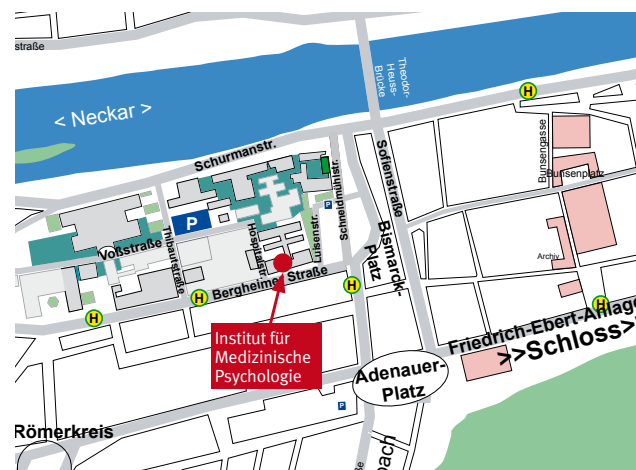 straße
Theodor-
Heuss-
Brücke
H
< Neckar >
Schurmanstr.
Bunsengasse
Sofienstraße
Schneidmühlstr.
Bunsenplatz
P
P
Luisenstr.
Hospitalstr.
Thibautstraße
Voßstraße
Bismarck-
Platz
Archiv
Bergheimer Straße
H
H
H
H
Institut für
Medizinische
Psychologie
Friedrich-Ebert-Anlage
>>Schloss>>
Adenauer-
Platz
P
Römerkreis
bach